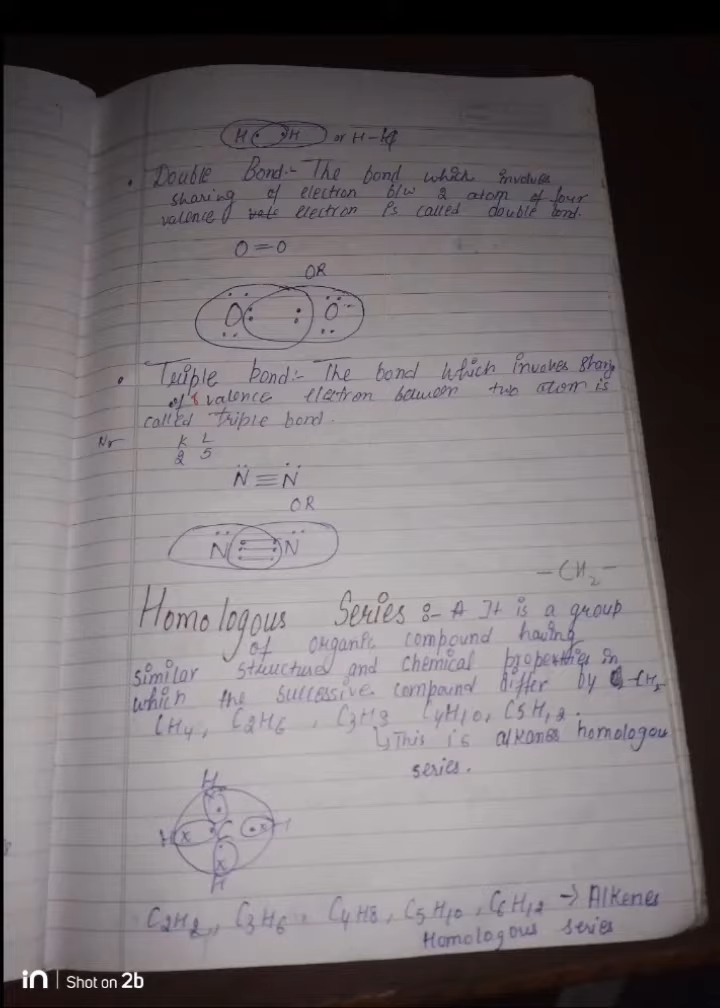 H H or H-H
• Double Bond:- The bond which involves
sharing of electron b/w 2 atom of four
valence electron is called double bond.
O=O
OR
O O
• Triple bond:- The bond which involves sharing
of 6 valence electron between two atom is
called Triple bond.
K L
2 5
N≡N
OR
N N
-CH2-
Homologous Series :- A It is a group
of organic compound having
similar structure and chemical properties in
which the successive compound differ by -CH2
CH4, C2H6, C3H8 C4H10, C5H12.
↳This is alkanes homologou
series.
H
H x C x H
x
H
C2H2, C3H6, C4H8, C5H10, C6H12 → Alkenes
Homologous series
in | Shot on 2b